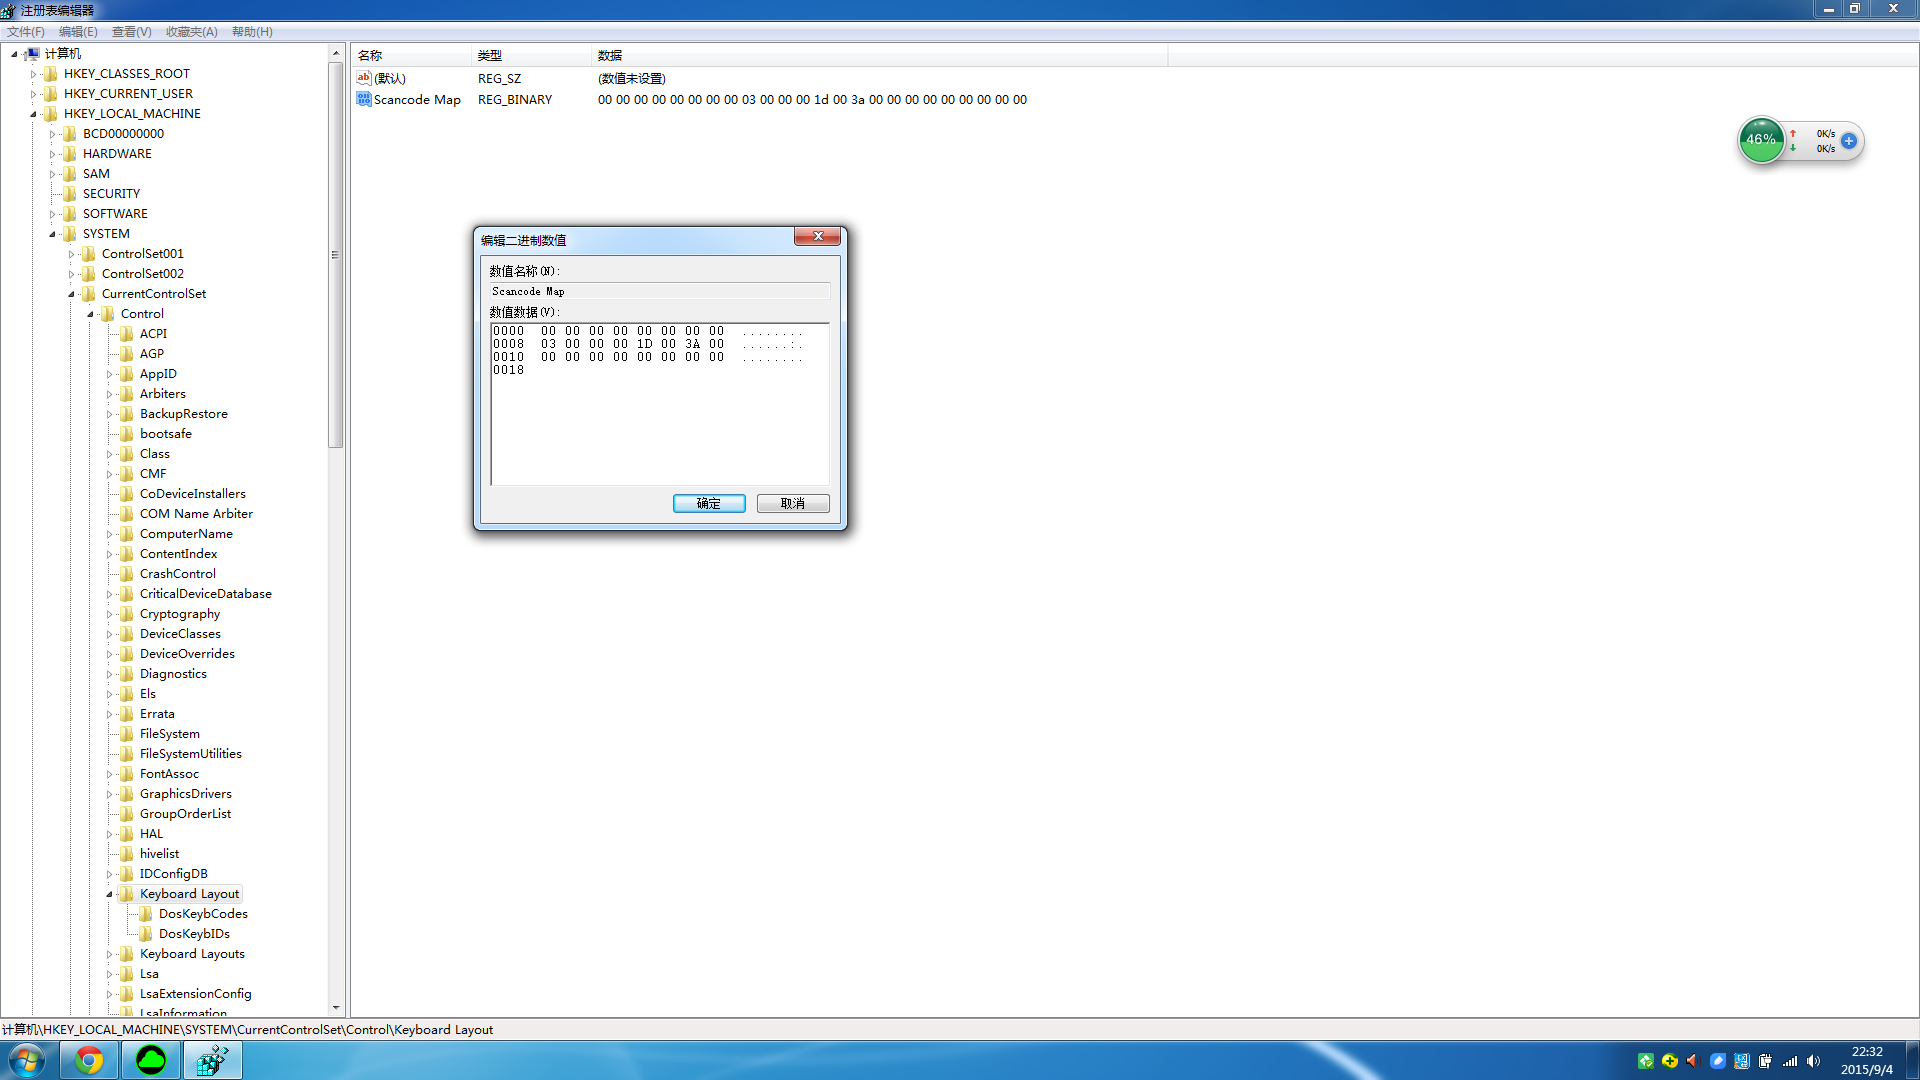 注册表编辑器
文件(F) 编辑(E) 查看(V) 收藏夹(A) 帮助(H)
计算机
HKEY_CLASSES_ROOT
HKEY_CURRENT_USER
HKEY_LOCAL_MACHINE
BCD00000000
HARDWARE
SAM
SECURITY
SOFTWARE
SYSTEM
ControlSet001
ControlSet002
CurrentControlSet
Control
ACPI
AGP
AppID
Arbiters
BackupRestore
bootsafe
Class
CMF
CoDeviceInstallers
COM Name Arbiter
ComputerName
ContentIndex
CrashControl
CriticalDeviceDatabase
Cryptography
DeviceClasses
DeviceOverrides
Diagnostics
Els
Errata
FileSystem
FileSystemUtilities
FontAssoc
GraphicsDrivers
GroupOrderList
HAL
hivelist
IDConfigDB
Keyboard Layout
DosKeybCodes
DosKeybIDs
Keyboard Layouts
Lsa
LsaExtensionConfig
LsaInformation
名称 类型 数据
ab (默认) REG_SZ (数值未设置)
Scancode Map REG_BINARY 00 00 00 00 00 00 00 00 03 00 00 00 1d 00 3a 00 00 00 00 00 00 00 00 00
46% 0K/s
0K/s
编辑二进制数值
数值名称(N):
Scancode Map
数值数据(V):
0000 00 00 00 00 00 00 00 00 ........
0008 03 00 00 00 1D 00 3A 00 ......:.
0010 00 00 00 00 00 00 00 00 ........
0018
确定 取消
计算机\HKEY_LOCAL_MACHINE\SYSTEM\CurrentControlSet\Control\Keyboard Layout
22:32
2015/9/4